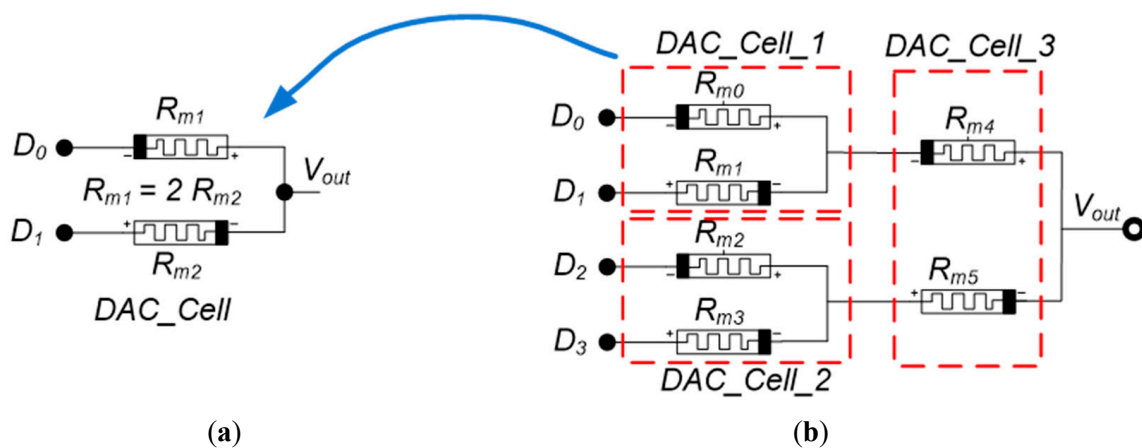 D0
Rm1
- +
Rm1 = 2 Rm2
Vout
D1
+ -
Rm2
DAC_Cell
(a)
DAC_Cell_1
DAC_Cell_3
D0
Rm0
- +
Rm1
D1
+ -
Rm2
D2
- +
Rm3
D3
+ -
DAC_Cell_2
Rm4
- +
Vout
Rm5
+ -
(b)